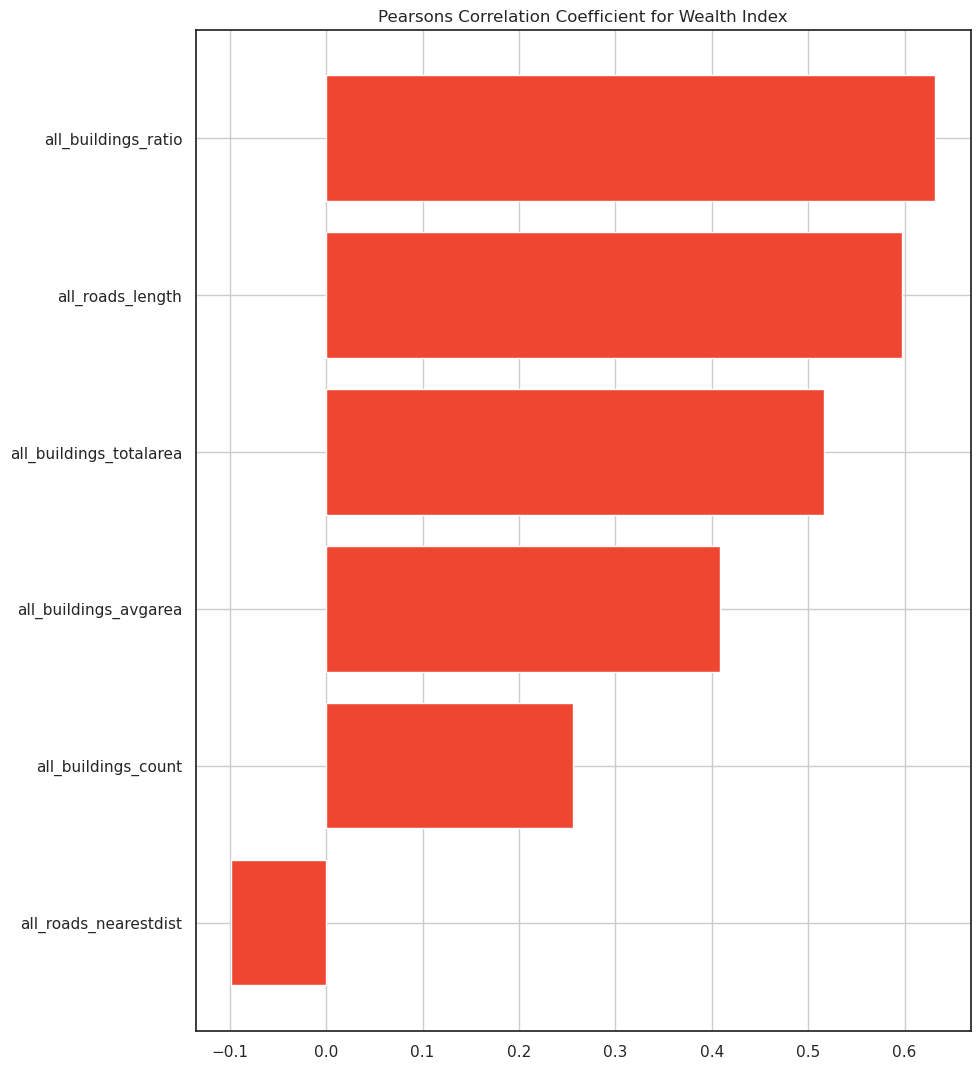 Pearsons Correlation Coefficient for Wealth Index
all_buildings_ratio
all_roads_length
all_buildings_totalarea
all_buildings_avgarea
all_buildings_count
all_roads_nearestdist
−0.1 0.0 0.1 0.2 0.3 0.4 0.5 0.6